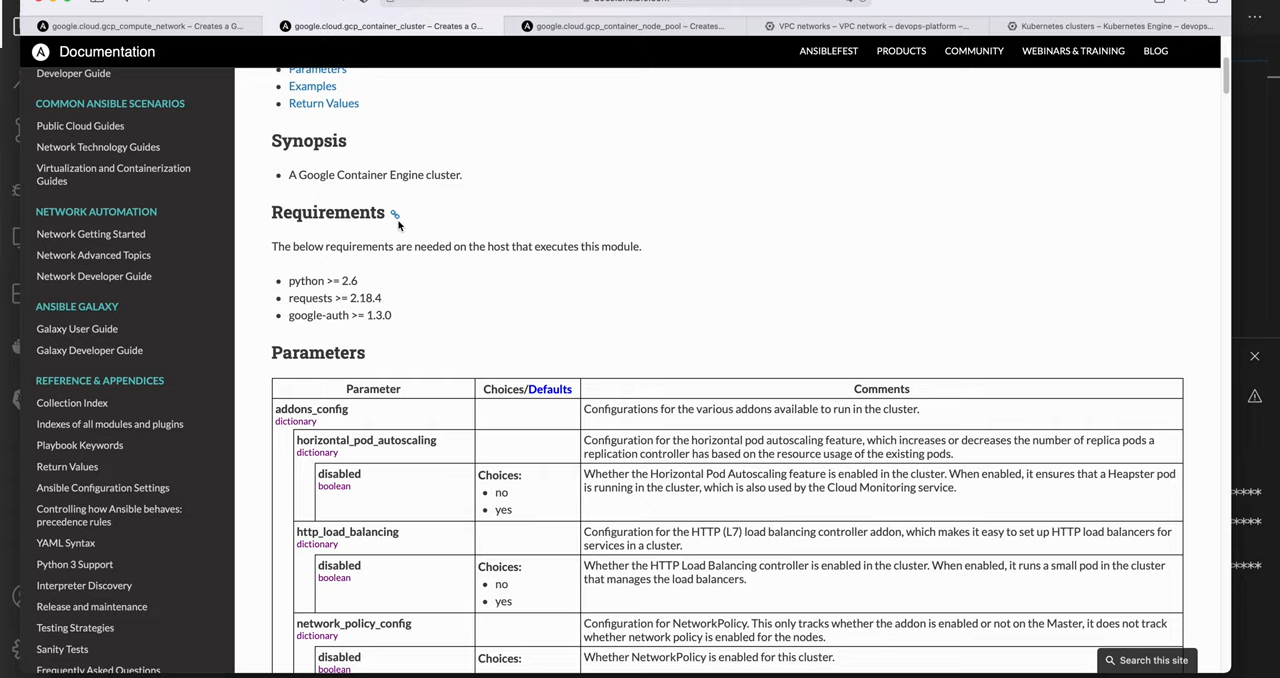 google.cloud.gcp_compute_network – Creates a G...
google.cloud.gcp_container_cluster – Creates a G...
google.cloud.gcp_container_node_pool – Creates...
VPC networks – VPC network – devops-platform –...
Kubernetes clusters – Kubernetes Engine – devops...
A Documentation
ANSIBLEFEST PRODUCTS COMMUNITY WEBINARS & TRAINING BLOG
Developer Guide
COMMON ANSIBLE SCENARIOS
Public Cloud Guides
Network Technology Guides
Virtualization and Containerization
Guides
NETWORK AUTOMATION
Network Getting Started
Network Advanced Topics
Network Developer Guide
ANSIBLE GALAXY
Galaxy User Guide
Galaxy Developer Guide
REFERENCE & APPENDICES
Collection Index
Indexes of all modules and plugins
Playbook Keywords
Return Values
Ansible Configuration Settings
Controlling how Ansible behaves:
precedence rules
YAML Syntax
Python 3 Support
Interpreter Discovery
Release and maintenance
Testing Strategies
Sanity Tests
Frequently Asked Questions
Parameters
Examples
Return Values
Synopsis
A Google Container Engine cluster.
Requirements
The below requirements are needed on the host that executes this module.
python >= 2.6
requests >= 2.18.4
google-auth >= 1.3.0
Parameters
Parameter Choices/Defaults Comments
addons_config
dictionary
Configurations for the various addons available to run in the cluster.
horizontal_pod_autoscaling
dictionary
Configuration for the horizontal pod autoscaling feature, which increases or decreases the number of replica pods a
replication controller has based on the resource usage of the existing pods.
disabled
boolean
Choices:
no
yes
Whether the Horizontal Pod Autoscaling feature is enabled in the cluster. When enabled, it ensures that a Heapster pod
is running in the cluster, which is also used by the Cloud Monitoring service.
http_load_balancing
dictionary
Configuration for the HTTP (L7) load balancing controller addon, which makes it easy to set up HTTP load balancers for
services in a cluster.
disabled
boolean
Choices:
no
yes
Whether the HTTP Load Balancing controller is enabled in the cluster. When enabled, it runs a small pod in the cluster
that manages the load balancers.
network_policy_config
dictionary
Configuration for NetworkPolicy. This only tracks whether the addon is enabled or not on the Master, it does not track
whether network policy is enabled for the nodes.
disabled
boolean
Choices:
Whether NetworkPolicy is enabled for this cluster.
Search this site
****
****
****